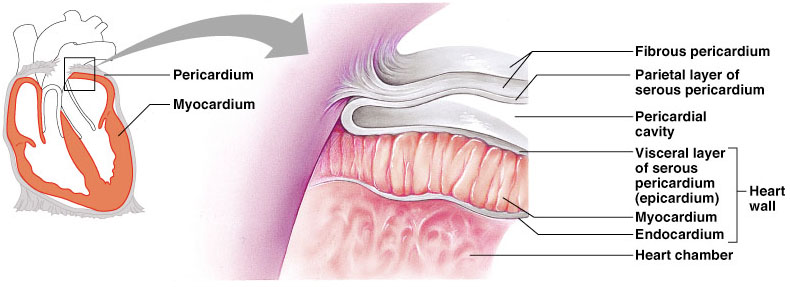 Pericardium
Myocardium
Fibrous pericardium
Parietal layer of
serous pericardium
Pericardial
cavity
Visceral layer
of serous
pericardium
(epicardium)
Myocardium
Endocardium
Heart chamber
Heart
wall